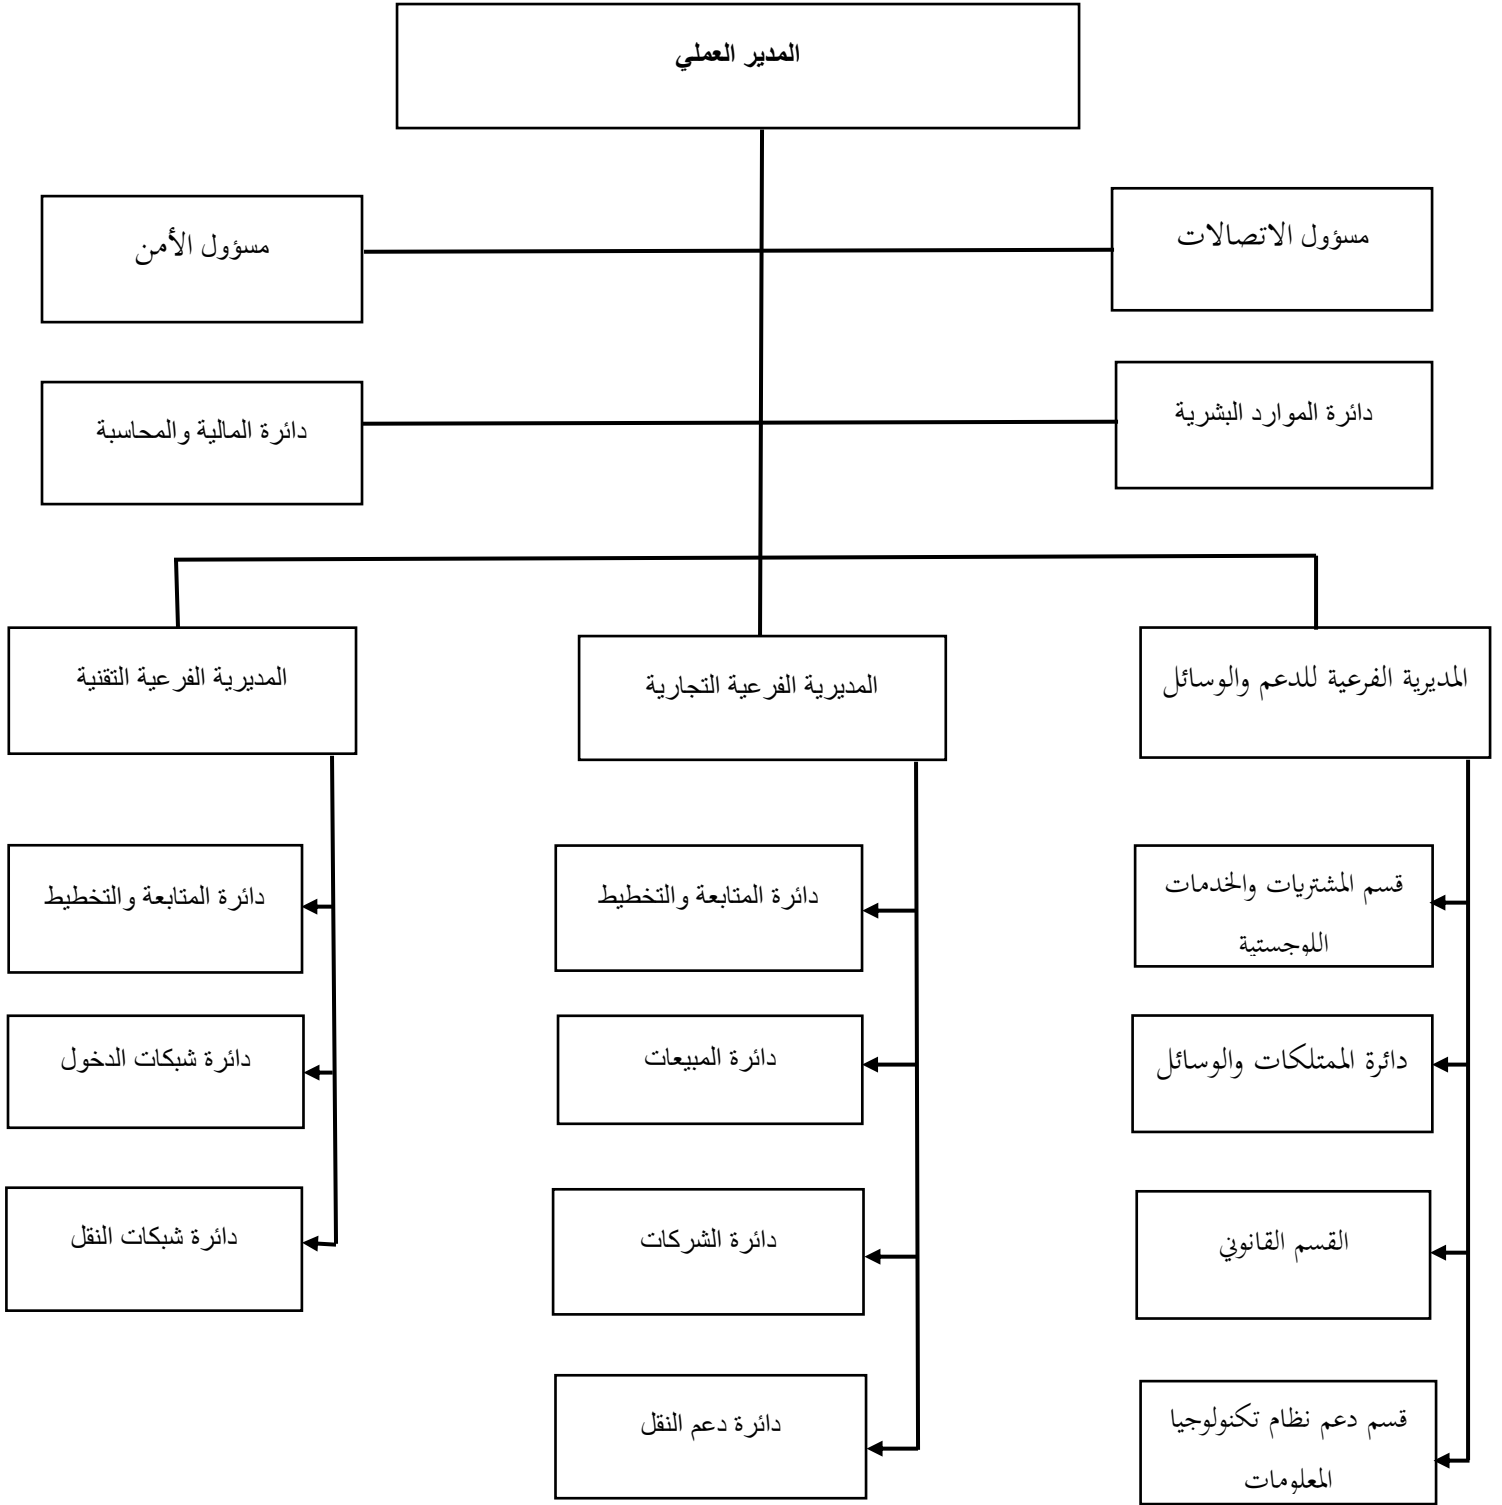 المدير العملي
مسؤول الاتصالات
مسؤول الأمن
دائرة الموارد البشرية
دائرة المالية والمحاسبة
المديرية الفرعية للدعم والوسائل
المديرية الفرعية التجارية
المديرية الفرعية التقنية
قسم المشتريات والخدمات
اللوجستية
دائرة المتابعة والتخطيط
دائرة المتابعة والتخطيط
دائرة الممتلكات والوسائل
دائرة المبيعات
دائرة شبكات الدخول
القسم القانوني
دائرة الشركات
دائرة شبكات النقل
قسم دعم نظام تكنولوجيا
المعلومات
دائرة دعم النقل